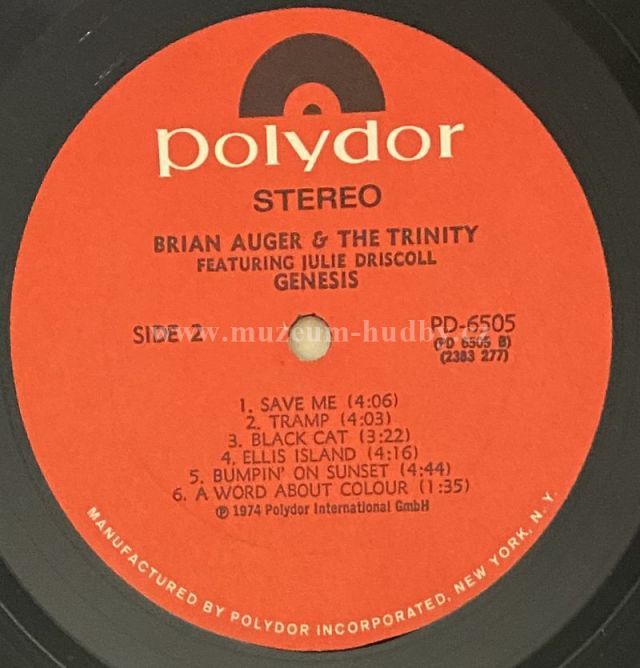 polydor
STEREO
BRIAN AUGER & THE TRINITY
FEATURING JULIE DRISCOLL
GENESIS
SIDE 2
www.muzeum-hudby.cz
PD-6505
(PD 6505 B)
(2383 277)
1. SAVE ME (4:06)
2. TRAMP (4:03)
3. BLACK CAT (3:22)
4. ELLIS ISLAND (4:16)
5. BUMPIN' ON SUNSET (4:44)
6. A WORD ABOUT COLOUR (1:35)
℗ 1974 Polydor International GmbH
MANUFACTURED BY POLYDOR INCORPORATED, NEW YORK, N.Y.